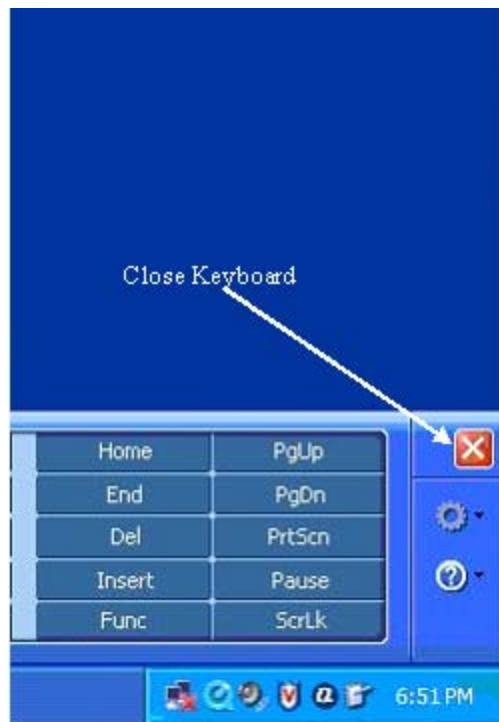 Close Keyboard
Home PgUp
End PgDn
Del PrtScn
Insert Pause
Func ScrLk
6:51 PM